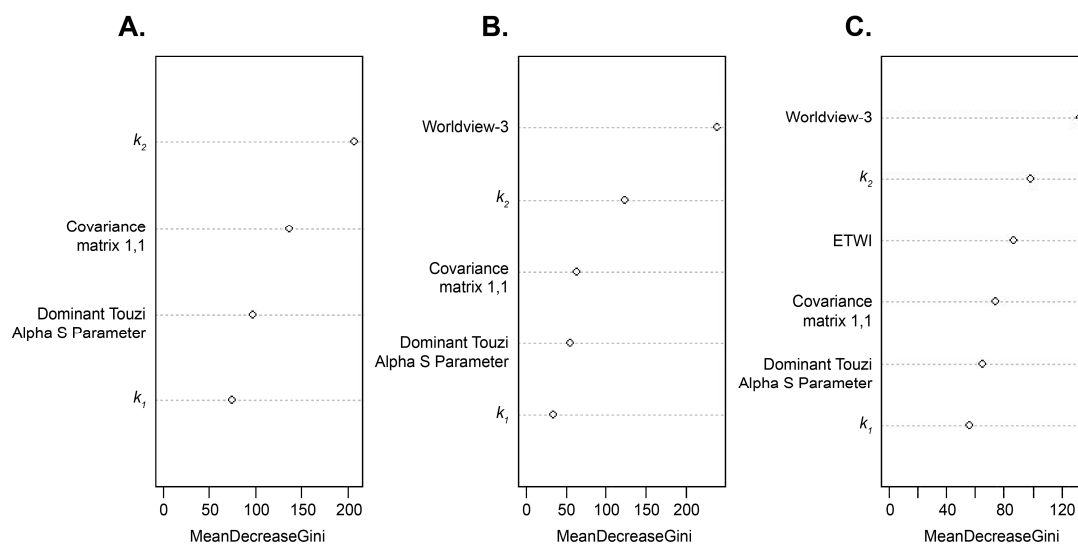 A.
k2
Covariance
matrix 1,1
Dominant Touzi
Alpha S Parameter
k1
0 50 100 150 200
MeanDecreaseGini
B.
Worldview-3
k2
Covariance
matrix 1,1
Dominant Touzi
Alpha S Parameter
k1
0 50 100 150 200
MeanDecreaseGini
C.
Worldview-3
k2
ETWI
Covariance
matrix 1,1
Dominant Touzi
Alpha S Parameter
k1
0 40 80 120
MeanDecreaseGini